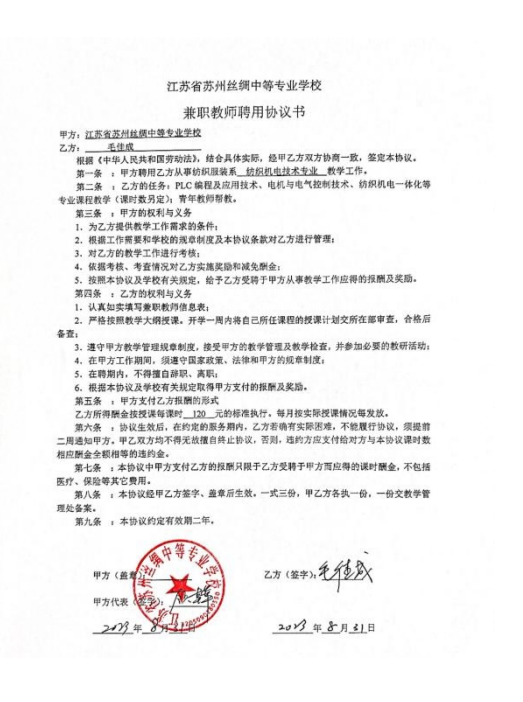 江苏省苏州丝绸中等专业学校
兼职教师聘用协议书
甲方：江苏省苏州丝绸中等专业学校
乙方：毛佳成
根据《中华人民共和国劳动法》，结合具体实际，经甲乙方双方协商一致，签定本协议。
第一条 ：甲方聘用乙方从事纺织服装系 纺织机电技术专业 教学工作。
第二条 ：乙方的任务：PLC 编程及应用技术、电机与电气控制技术、纺织机电一体化等
专业课程教学（课时数另定）；青年教师帮教。
第三条 ：甲方的权利与义务
1．为乙方提供教学工作需求的条件；
2．根据工作需要和学校的规章制度及本协议条款对乙方进行管理；
3．对乙方的教学工作进行考核；
4．依据考核、考查情况对乙方实施奖励和减免酬金；
5．按照本协议及学校有关规定，给予乙方受聘于甲方从事教学工作应得的报酬及奖励。
第四条 ：乙方的权利与义务
1．认真如实填写兼职教师信息表；
2．严格按照教学大纲授课。开学一周内将自己所任课程的授课计划交所在部审查，合格后
备查；
3．遵守甲方教学管理规章制度，接受甲方的教学管理及教学检查，并参加必要的教研活动；
4．在甲方工作期间，须遵守国家政策、法律和甲方的规章制度；
5．在聘期内，不得擅自辞职、离职；
6．根据本协议及学校有关规定取得甲方支付的报酬及奖励。
第五条 ：甲方支付乙方报酬的形式
乙方所得酬金按授课每课时 120 元的标准执行。每月按实际授课情况每发放。
第六条 ：协议生效后，在约定的服务期内，乙方若确有实际困难，不能履行协议，须提前
二周通知甲方。甲乙双方均不得无故擅自终止协议，否则，违约方应支付给对方与本协议课时数
相应酬金全额相等的违约金。
第七条 ：本协议中甲方支付乙方的报酬只限于乙方受聘于甲方而应得的课时酬金，不包括
医疗、保险等其它费用。
第八条 ：本协议经甲乙方签字、盖章后生效。一式三份，甲乙方各执一份，一份交教学管
理处备案。
第九条 ：本协议约定有效期二年。
甲方（盖章） 乙方（签字）：毛佳成
甲方代表（签字）：
2023 年 8 月 31 日 2023 年 8 月 31 日